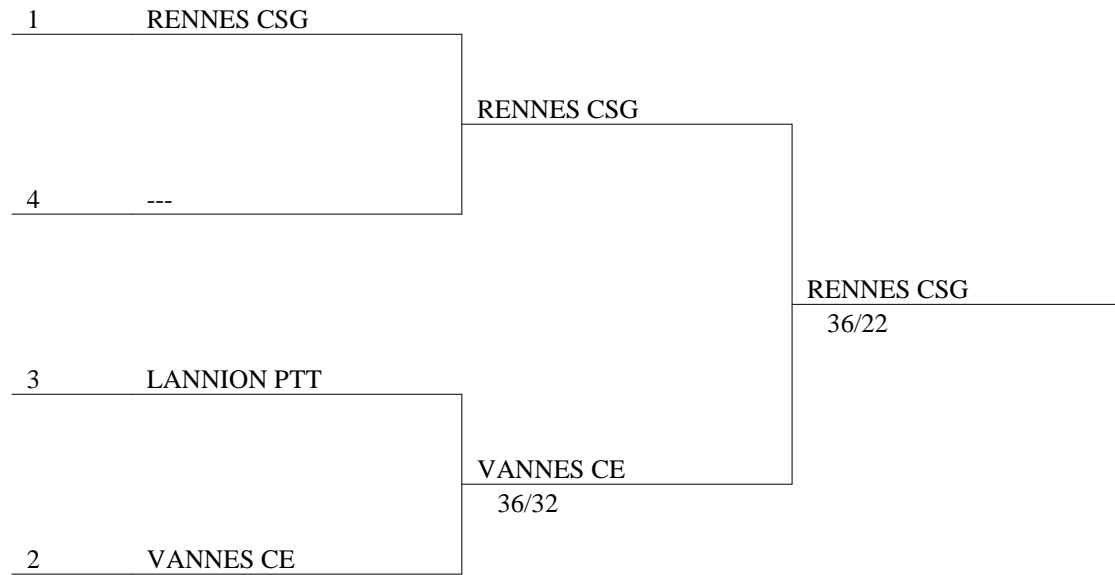 1 RENNES CSG
RENNES CSG
4 ---
RENNES CSG
36/22
3 LANNION PTT
VANNES CE
36/32
2 VANNES CE